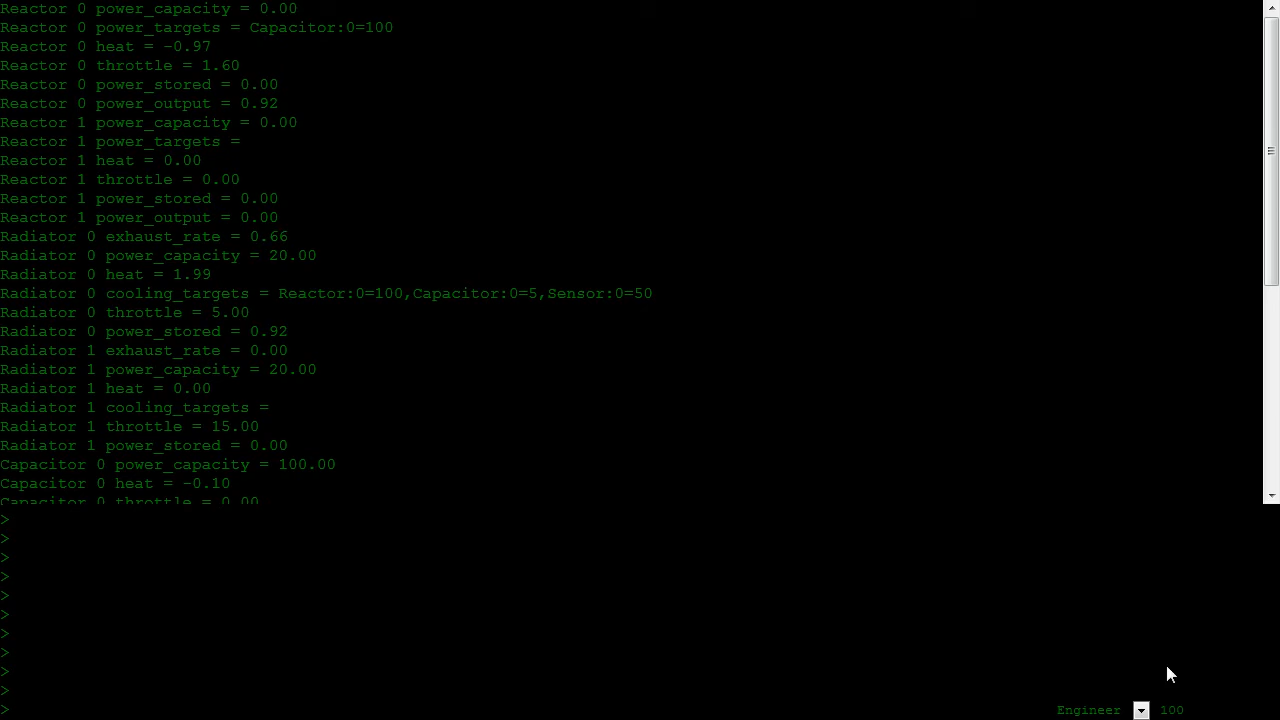 Reactor 0 power_capacity = 0.00
Reactor 0 power_targets = Capacitor:0=100
Reactor 0 heat = -0.97
Reactor 0 throttle = 1.60
Reactor 0 power_stored = 0.00
Reactor 0 power_output = 0.92
Reactor 1 power_capacity = 0.00
Reactor 1 power_targets =
Reactor 1 heat = 0.00
Reactor 1 throttle = 0.00
Reactor 1 power_stored = 0.00
Reactor 1 power_output = 0.00
Radiator 0 exhaust_rate = 0.66
Radiator 0 power_capacity = 20.00
Radiator 0 heat = 1.99
Radiator 0 cooling_targets = Reactor:0=100,Capacitor:0=5,Sensor:0=50
Radiator 0 throttle = 5.00
Radiator 0 power_stored = 0.92
Radiator 1 exhaust_rate = 0.00
Radiator 1 power_capacity = 20.00
Radiator 1 heat = 0.00
Radiator 1 cooling_targets =
Radiator 1 throttle = 15.00
Radiator 1 power_stored = 0.00
Capacitor 0 power_capacity = 100.00
Capacitor 0 heat = -0.10
Capacitor 0 throttle = 0.00
>
>
>
>
>
>
>
>
>
>
>
Engineer 100